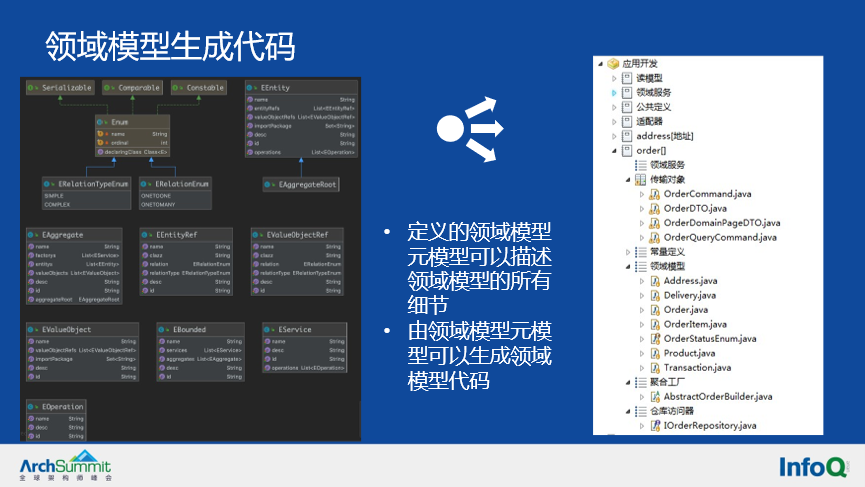 领域模型生成代码
Serializable
Comparable
Constable
Enum
name String
ordinal int
declaringClass Class<E>
ERelationTypeEnum
SIMPLE
COMPLEX
ERelationEnum
ONETOONE
ONETOMANY
EEntity
name String
entityRefs List<EEntityRef>
valueObjectRefs List<EValueObjectRef>
importPackage Set<String>
desc String
id String
operations List<EOperation>
EAggregateRoot
EAggregate
name String
factorys List<EService>
entitys List<EEntity>
valueObjects List<EValueObject>
desc String
id String
aggregateRoot EAggregateRoot
EEntityRef
name String
clazz String
relation ERelationEnum
relationType ERelationTypeEnum
desc String
id String
EValueObjectRef
name String
clazz String
relation ERelationEnum
relationType ERelationTypeEnum
desc String
id String
EValueObject
name String
valueObjectRefs List<EValueObjectRef>
importPackage Set<String>
desc String
id String
EBounded
name String
services List<EService>
aggregates List<EAggregate>
desc String
id String
EService
name String
desc String
id String
operations List<EOperation>
EOperation
name String
desc String
id String
• 定义的领域模型
元模型可以描述
领域模型的所有
细节
• 由领域模型元模
型可以生成领域
模型代码
应用开发
读模型
领域服务
公共定义
适配器
address[地址]
order[]
领域服务
传输对象
OrderCommand.java
OrderDTO.java
OrderDomainPageDTO.java
OrderQueryCommand.java
常量定义
领域模型
Address.java
Delivery.java
Order.java
OrderItem.java
OrderStatusEnum.java
Product.java
Transaction.java
聚合工厂
AbstractOrderBuilder.java
仓库访问器
IOrderRepository.java
ArchSummit
全球架构师峰会
InfoQ